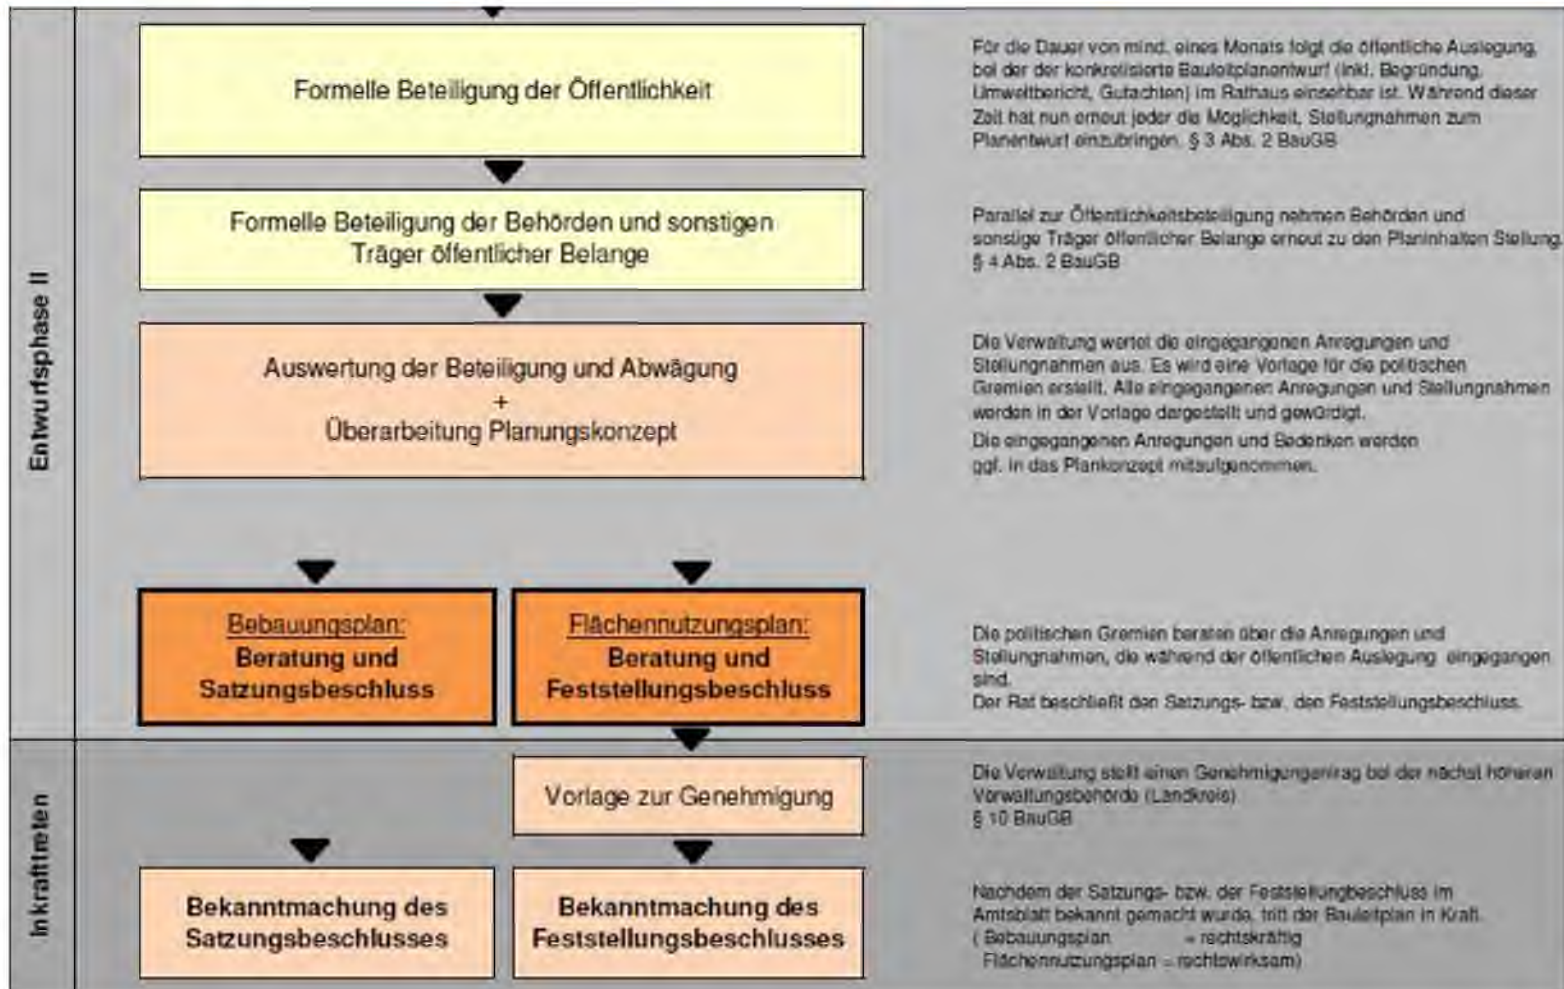 Entwurfsphase II
Formelle Beteiligung der Öffentlichkeit
Für die Dauer von mind. eines Monats folgt die öffentliche Auslegung,
bei der der konkretisierte Bauleitplanentwurf (inkl. Begründung,
Umweltbericht, Gutachten) im Rathaus einsehbar ist. Während dieser
Zeit hat nun erneut jeder die Möglichkeit, Stellungnahmen zum
Planentwurf einzubringen. § 3 Abs. 2 BauGB
Formelle Beteiligung der Behörden und sonstigen
Träger öffentlicher Belange
Parallel zur Öffentlichkeitsbeteiligung nehmen Behörden und
sonstige Träger öffentlicher Belange erneut zu den Planinhalten Stellung.
§ 4 Abs. 2 BauGB
Auswertung der Beteiligung und Abwägung
+
Überarbeitung Planungskonzept
Die Verwaltung wertet die eingegangenen Anregungen und
Stellungnahmen aus. Es wird eine Vorlage für die politischen
Gremien erstellt. Alle eingegangenen Anregungen und Stellungnahmen
werden in der Vorlage dargestellt und gewürdigt.
Die eingegangenen Anregungen und Bedenken werden
ggf. in das Plankonzept mitaufgenommen.
Bebauungsplan:
Beratung und
Satzungsbeschluss
Flächennutzungsplan:
Beratung und
Feststellungsbeschluss
Die politischen Gremien beraten über die Anregungen und
Stellungnahmen, die während der öffentlichen Auslegung eingegangen
sind.
Der Rat beschließt den Satzungs- bzw. den Feststellungsbeschluss.
Inkrafttreten
Vorlage zur Genehmigung
Die Verwaltung stellt einen Genehmigungantrag bei der nächst höheren
Verwaltungsbehörde (Landkreis)
§ 10 BauGB
Bekanntmachung des
Satzungsbeschlusses
Bekanntmachung des
Feststellungsbeschlusses
Nachdem der Satzungs- bzw. der Feststellungbeschluss im
Amtsblatt bekannt gemacht wurde, tritt der Bauleitplan in Kraft.
( Bebauungsplan = rechtskräftig
Flächennutzungsplan = rechtswirksam)